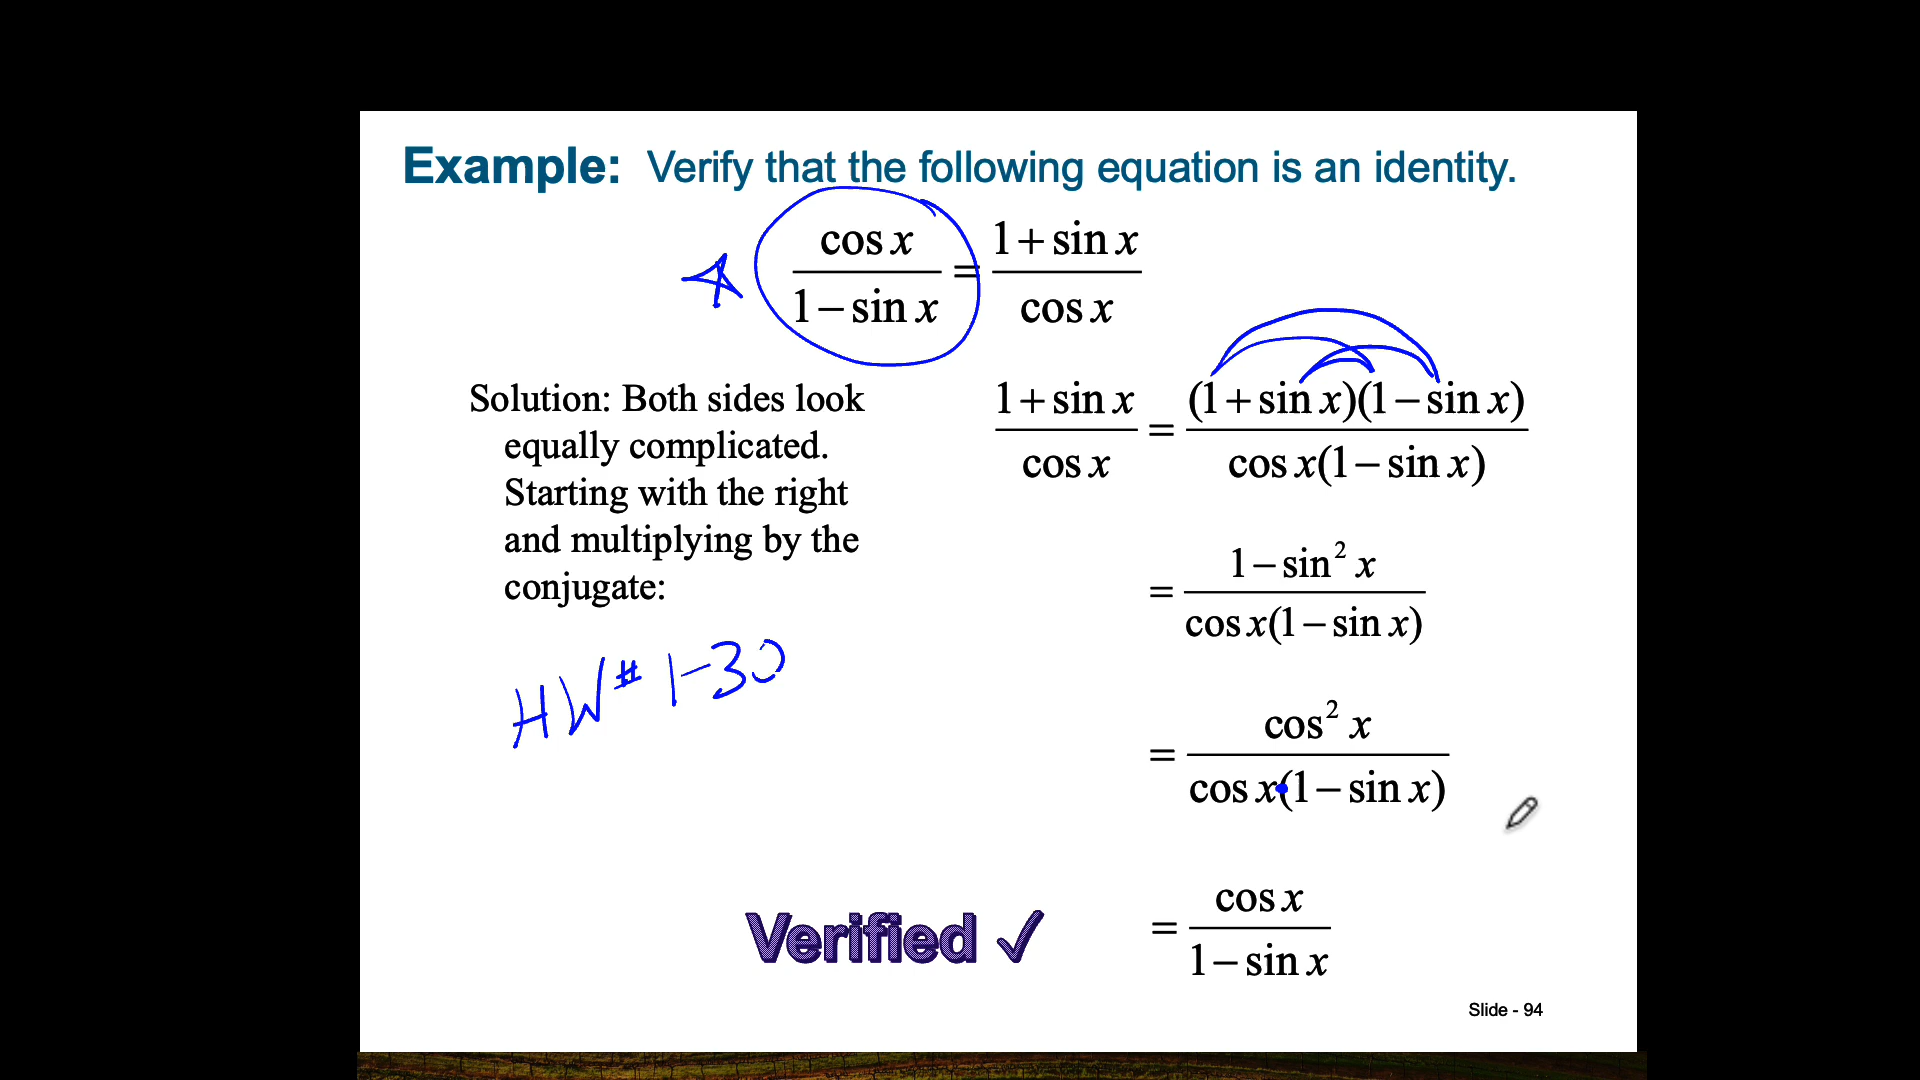 Example: Verify that the following equation is an identity.
cos x / 1 − sin x = 1 + sin x / cos x
Solution: Both sides look
equally complicated.
Starting with the right
and multiplying by the
conjugate:
HW # 1-30
1 + sin x / cos x = (1 + sin x)(1 − sin x) / cos x(1 − sin x)
= 1 − sin² x / cos x(1 − sin x)
= cos² x / cos x(1 − sin x)
= cos x / 1 − sin x
Verified ✓
Slide - 94